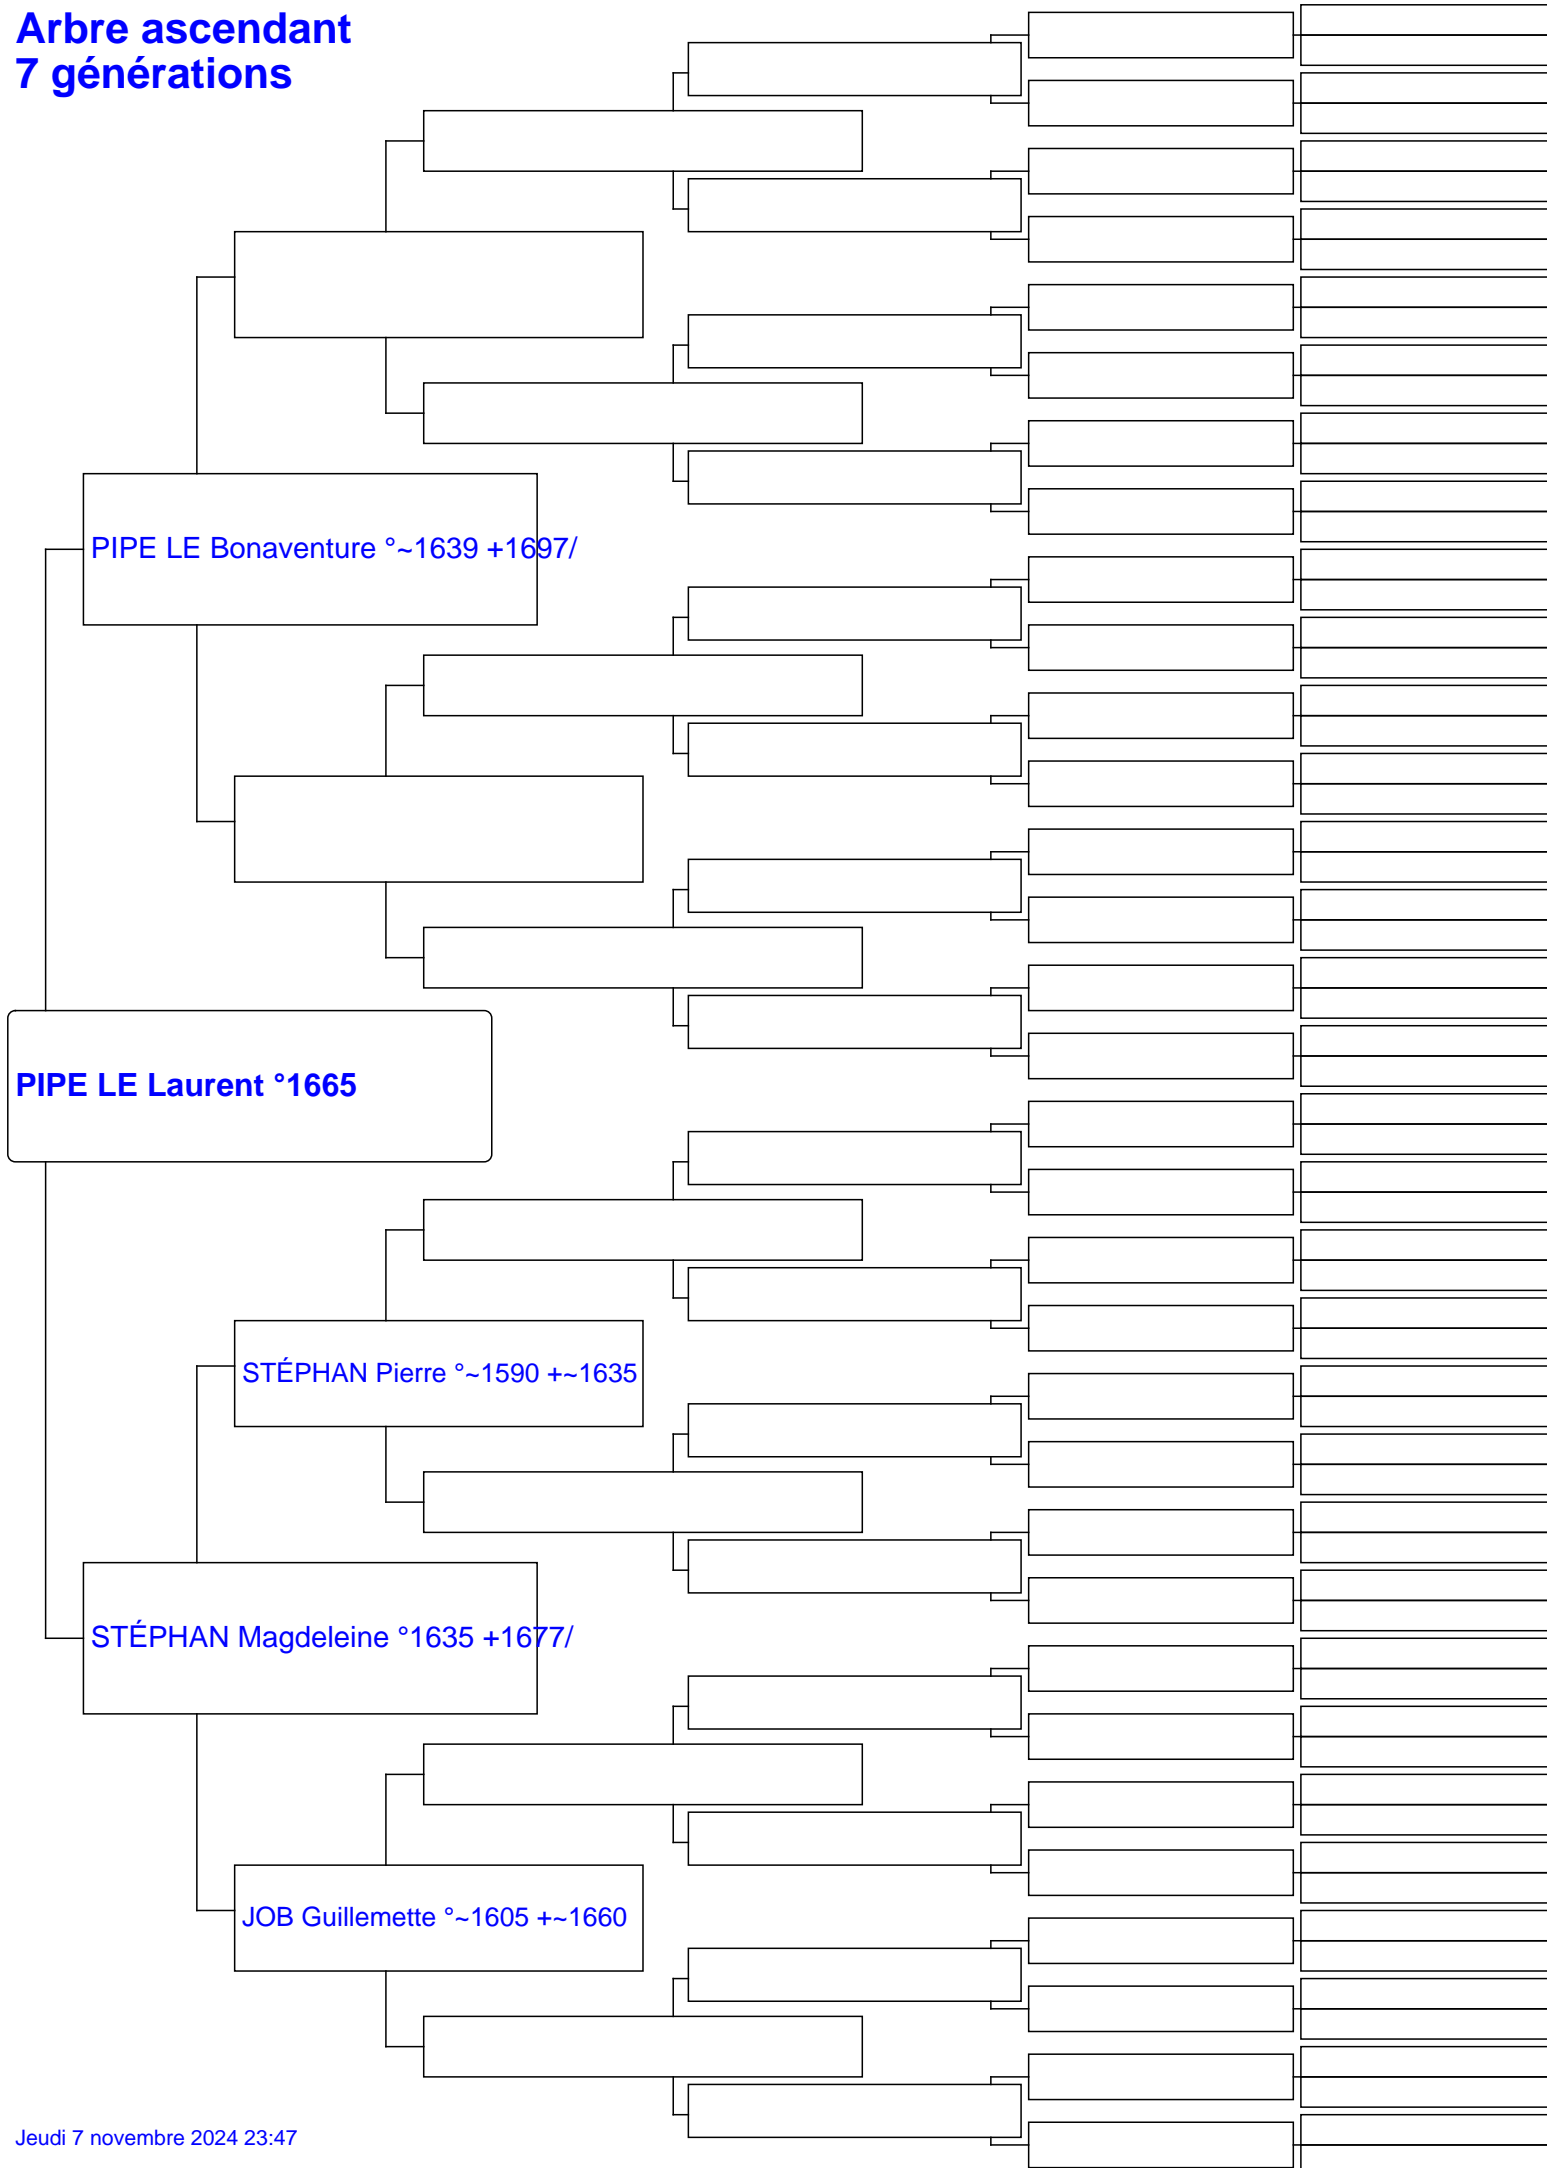 Arbre ascendant
7 générations
PIPE LE Bonaventure °~1639 +1697/
PIPE LE Laurent °1665
STÉPHAN Pierre °~1590 +~1635
STÉPHAN Magdeleine °1635 +1677/
JOB Guillemette °~1605 +~1660
Jeudi 7 novembre 2024 23:47